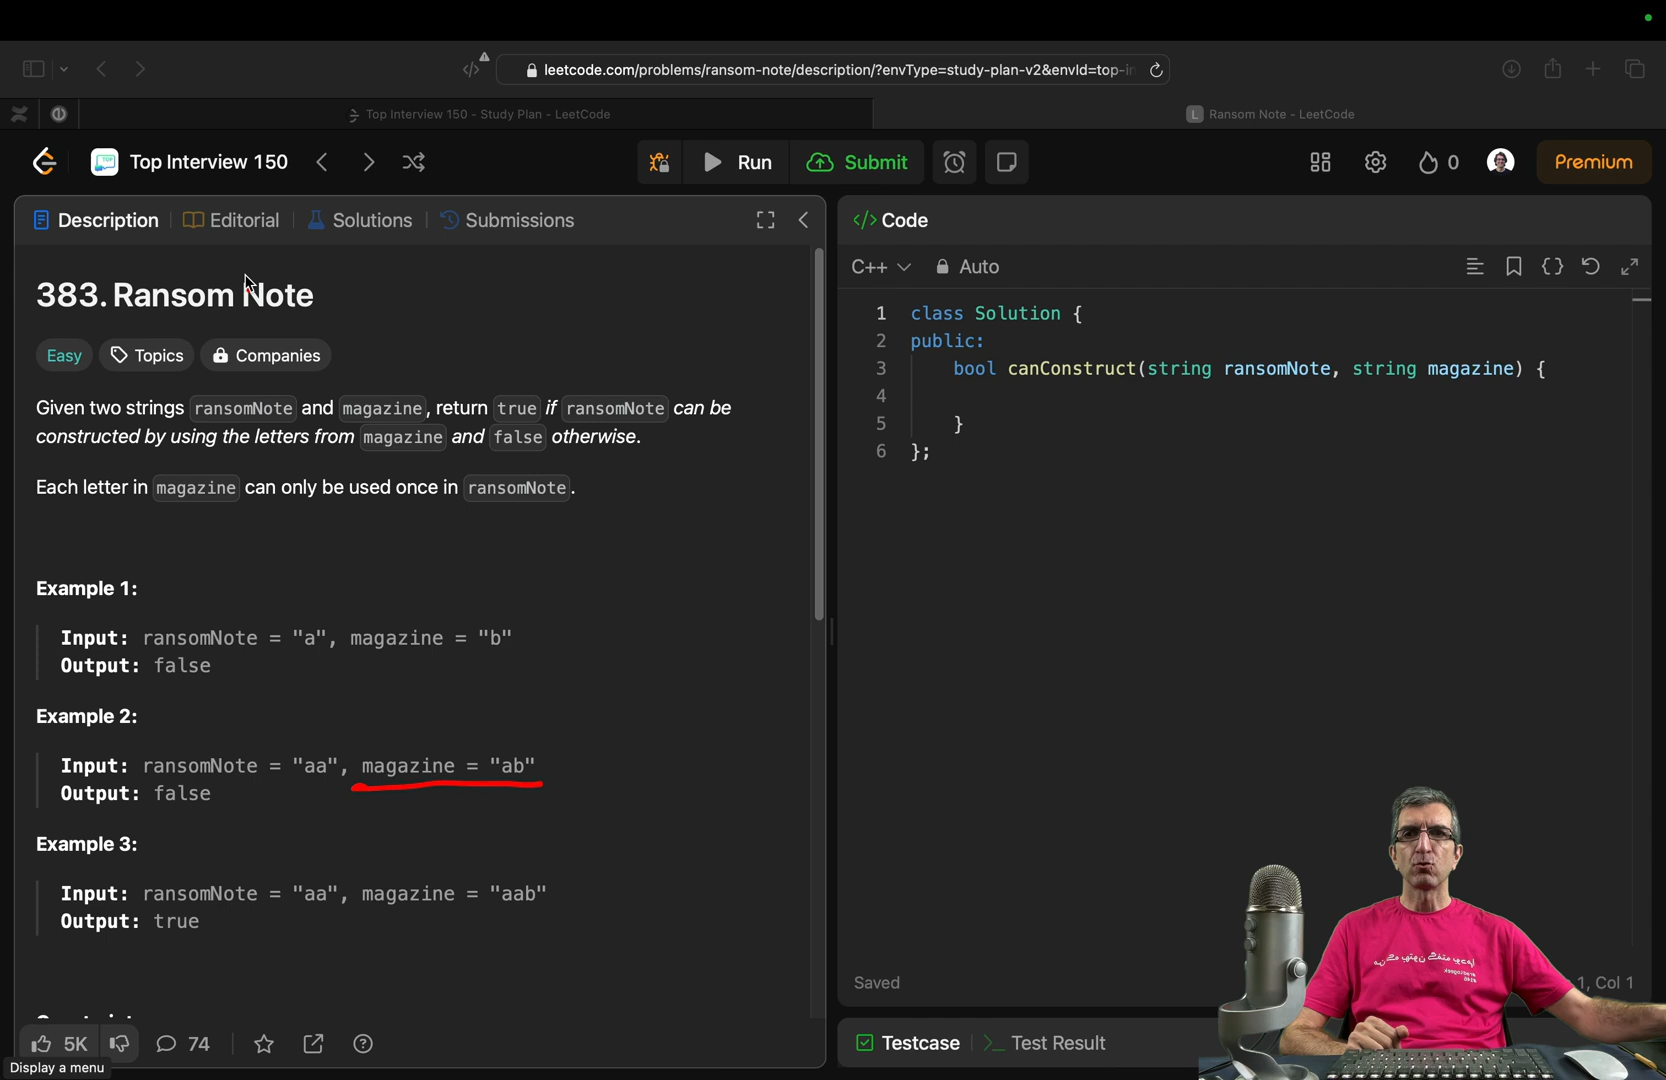 leetcode.com/problems/ransom-note/description/?envType=study-plan-v2&envId=top-in
Top Interview 150 - Study Plan - LeetCode
L Ransom Note - LeetCode
Top Interview 150
Run
Submit
0
Premium
Description
Editorial
Solutions
Submissions
383. Ransom Note
Easy
Topics
Companies
Given two strings ransomNote and magazine, return true if ransomNote can be
constructed by using the letters from magazine and false otherwise.
Each letter in magazine can only be used once in ransomNote.
Example 1:
Input: ransomNote = "a", magazine = "b"
Output: false
Example 2:
Input: ransomNote = "aa", magazine = "ab"
Output: false
Example 3:
Input: ransomNote = "aa", magazine = "aab"
Output: true
5K
74
Display a menu
</> Code
C++
Auto
1 class Solution {
2 public:
3 bool canConstruct(string ransomNote, string magazine) {
4
5 }
6 };
Saved
1, Col 1
Testcase
Test Result